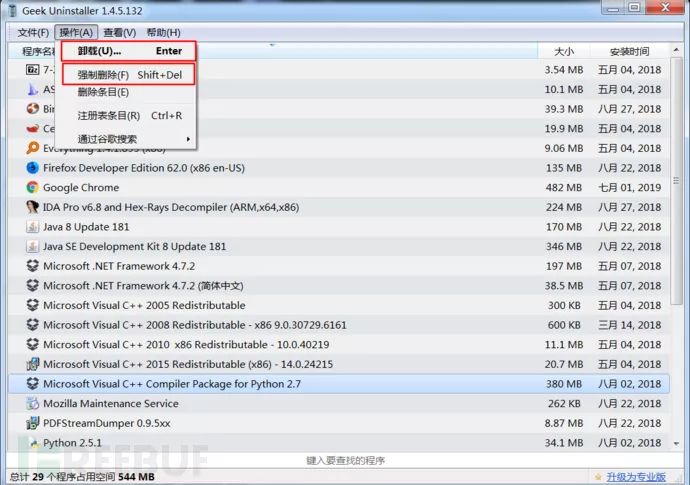 Geek Uninstaller 1.4.5.132
文件(F) 操作(A) 查看(V) 帮助(H)
卸载(U)... Enter
强制删除(F) Shift+Del
删除条目(E)
注册表条目(R) Ctrl+R
通过谷歌搜索
程序名 大小 安装时间
7-Z 3.54 MB 五月 04, 2018
AS 10.1 MB 五月 04, 2018
Bin 39.3 MB 八月 27, 2018
Ce 19.9 MB 五月 04, 2018
Everything 1.4.1.895 (x86) 9.06 MB 五月 04, 2018
Firefox Developer Edition 62.0 (x86 en-US) 135 MB 八月 22, 2018
Google Chrome 482 MB 七月 01, 2019
IDA Pro v6.8 and Hex-Rays Decompiler (ARM,x64,x86) 224 MB 八月 27, 2018
Java 8 Update 181 170 MB 八月 22, 2018
Java SE Development Kit 8 Update 181 346 MB 八月 22, 2018
Microsoft .NET Framework 4.7.2 197 MB 五月 07, 2018
Microsoft .NET Framework 4.7.2 (简体中文) 38.5 MB 五月 07, 2018
Microsoft Visual C++ 2005 Redistributable 300 KB 五月 04, 2018
Microsoft Visual C++ 2008 Redistributable - x86 9.0.30729.6161 600 KB 三月 14, 2018
Microsoft Visual C++ 2010 x86 Redistributable - 10.0.40219 11.1 MB 五月 04, 2018
Microsoft Visual C++ 2015 Redistributable (x86) - 14.0.24215 20.7 MB 五月 04, 2018
Microsoft Visual C++ Compiler Package for Python 2.7 380 MB 八月 02, 2018
Mozilla Maintenance Service 262 KB 八月 22, 2018
PDFStreamDumper 0.9.5xx 8.87 MB 八月 22, 2018
Python 2.5.1 34.1 MB 八月 02, 2018
键入要查找的程序
总计 29 个程序占用空间 544 MB 升级为专业版
REEBUF